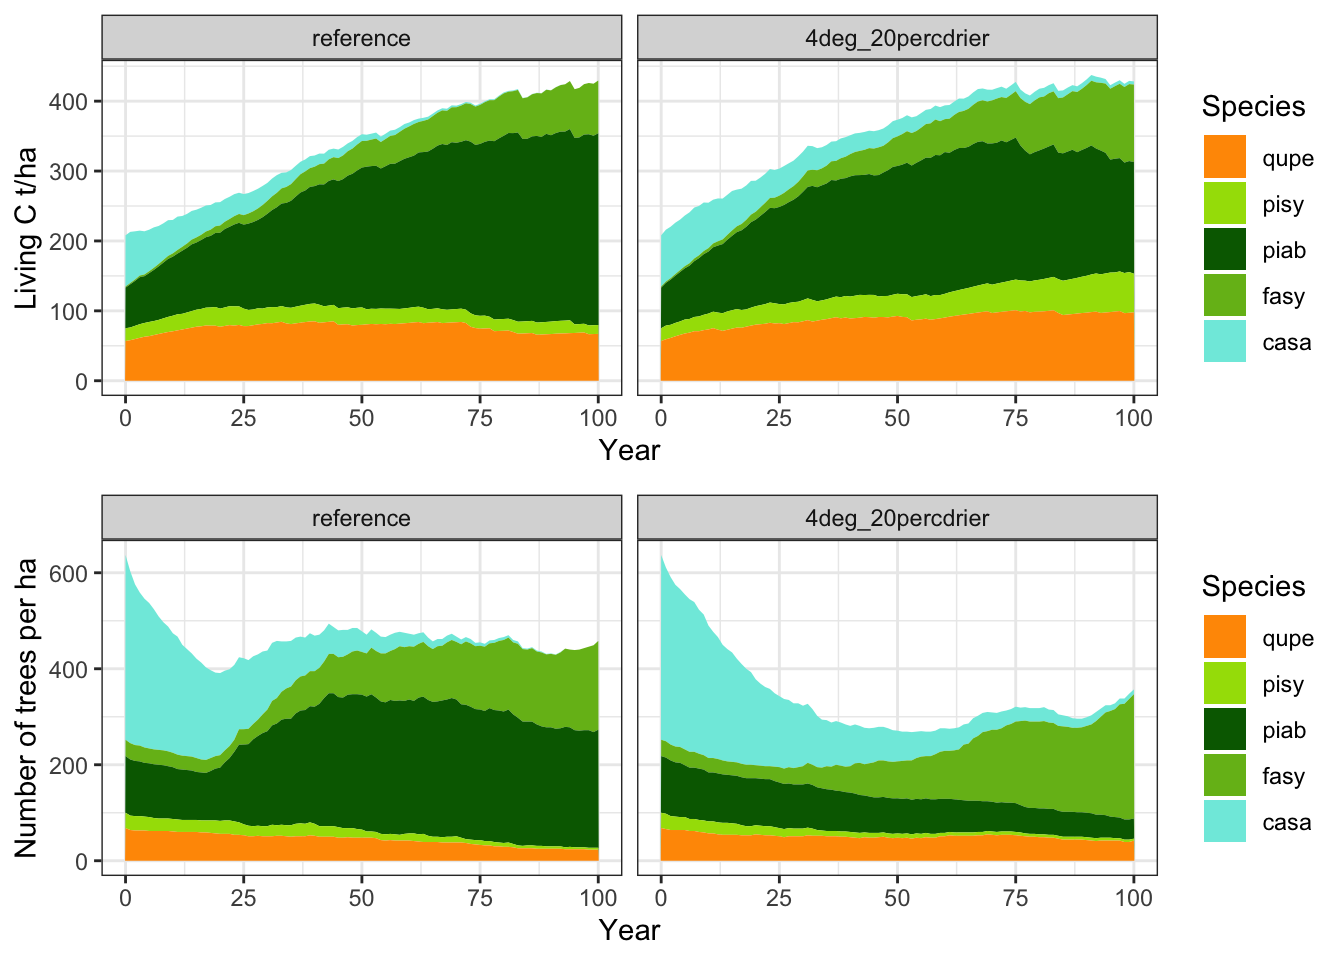 reference
4deg_20percdrier
Living C t/ha
400
300
200
100
0
0 25 50 75 100
0 25 50 75 100
Year
Species
qupe
pisy
piab
fasy
casa
reference
4deg_20percdrier
Number of trees per ha
600
400
200
0
0 25 50 75 100
0 25 50 75 100
Year
Species
qupe
pisy
piab
fasy
casa